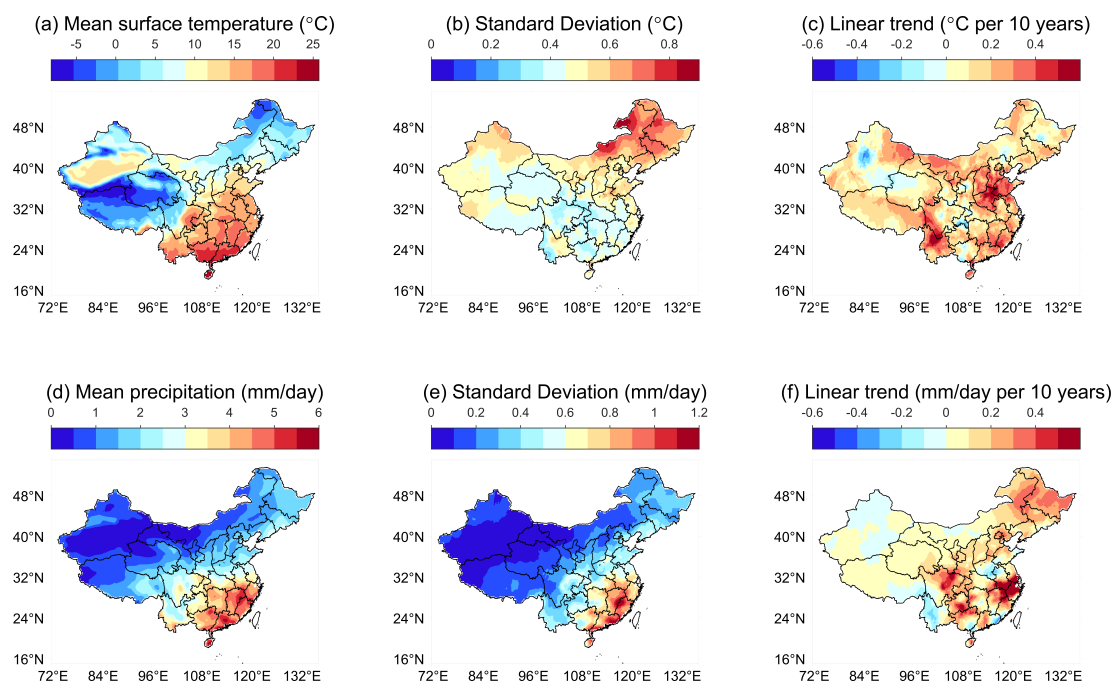 (a) Mean surface temperature (°C)
-5 0 5 10 15 20 25
48°N
40°N
32°N
24°N
16°N
72°E 84°E 96°E 108°E 120°E 132°E
(b) Standard Deviation (°C)
0 0.2 0.4 0.6 0.8
48°N
40°N
32°N
24°N
16°N
72°E 84°E 96°E 108°E 120°E 132°E
(c) Linear trend (°C per 10 years)
-0.6 -0.4 -0.2 0 0.2 0.4
48°N
40°N
32°N
24°N
16°N
72°E 84°E 96°E 108°E 120°E 132°E
(d) Mean precipitation (mm/day)
0 1 2 3 4 5 6
48°N
40°N
32°N
24°N
16°N
72°E 84°E 96°E 108°E 120°E 132°E
(e) Standard Deviation (mm/day)
0 0.2 0.4 0.6 0.8 1 1.2
48°N
40°N
32°N
24°N
16°N
72°E 84°E 96°E 108°E 120°E 132°E
(f) Linear trend (mm/day per 10 years)
-0.6 -0.4 -0.2 0 0.2 0.4
48°N
40°N
32°N
24°N
16°N
72°E 84°E 96°E 108°E 120°E 132°E